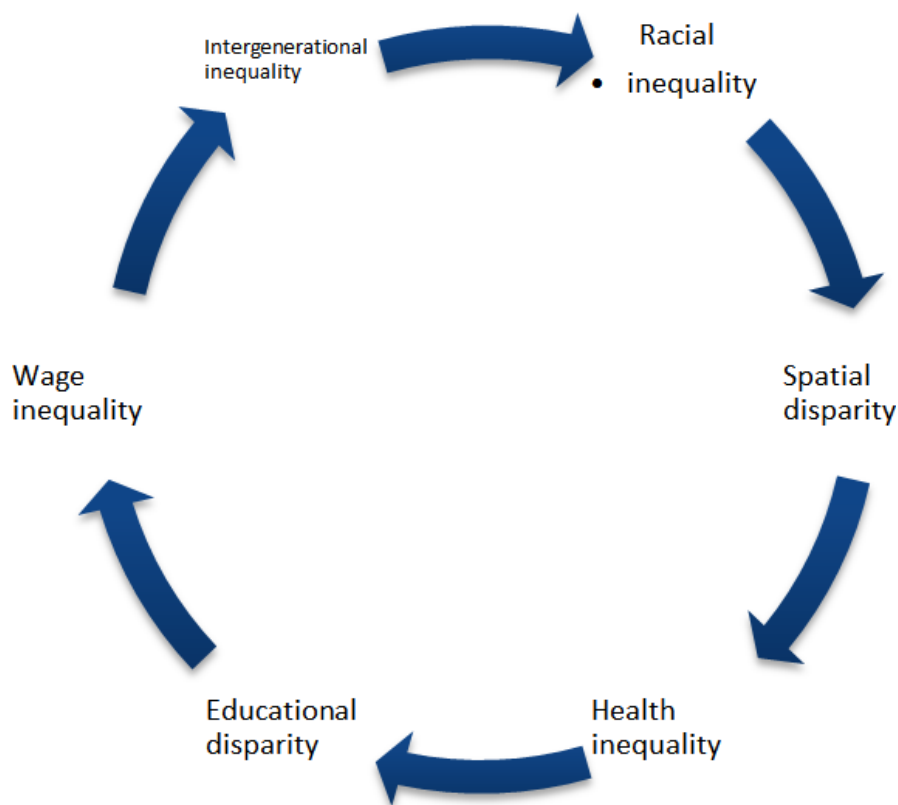 Intergenerational
inequality
Racial
• inequality
Spatial
disparity
Health
inequality
Educational
disparity
Wage
inequality